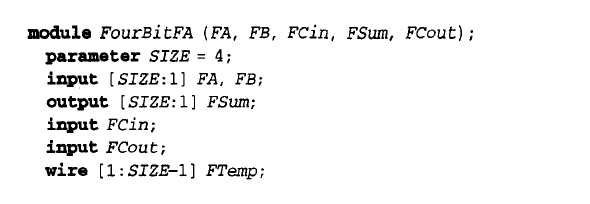 module FourBitFA (FA, FB, FCin, FSum, FCout);
parameter SIZE = 4;
input [SIZE:1] FA, FB;
output [SIZE:1] FSum;
input FCin;
input FCout;
wire [1:SIZE-1] FTemp;